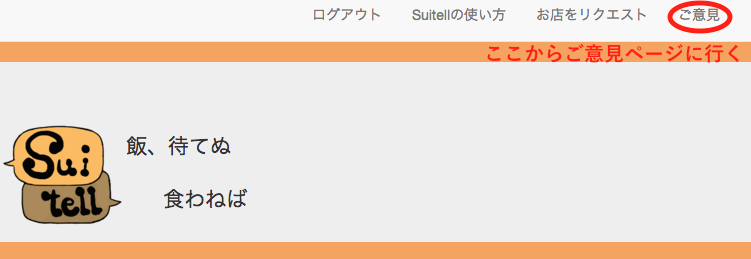 ログアウト Suitellの使い方 お店をリクエスト ご意見
ここからご意見ページに行く
Sui
tell
飯、待てぬ
食わねば